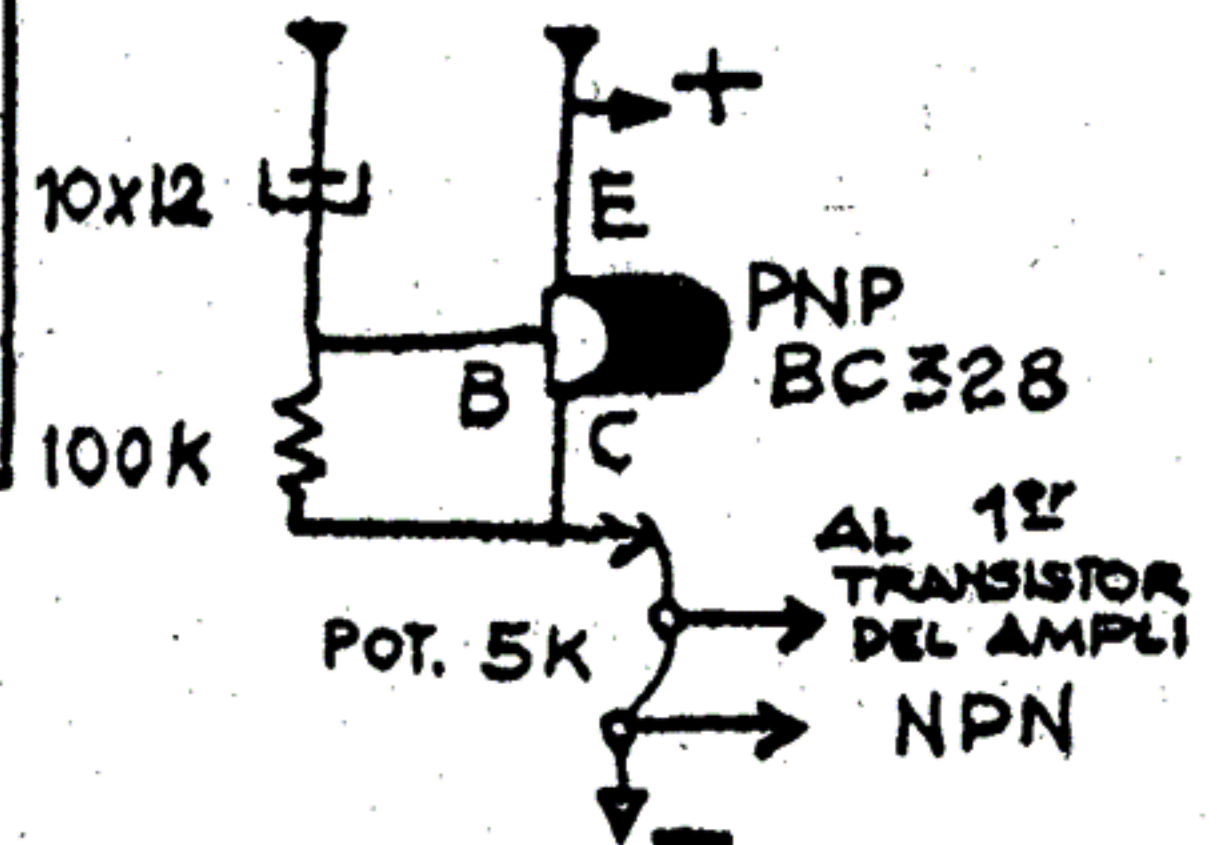 +
10x12
E
PNP
BC328
B
C
100K
AL 1er
TRANSISTOR
DEL AMPLI
POT. 5K
NPN
-